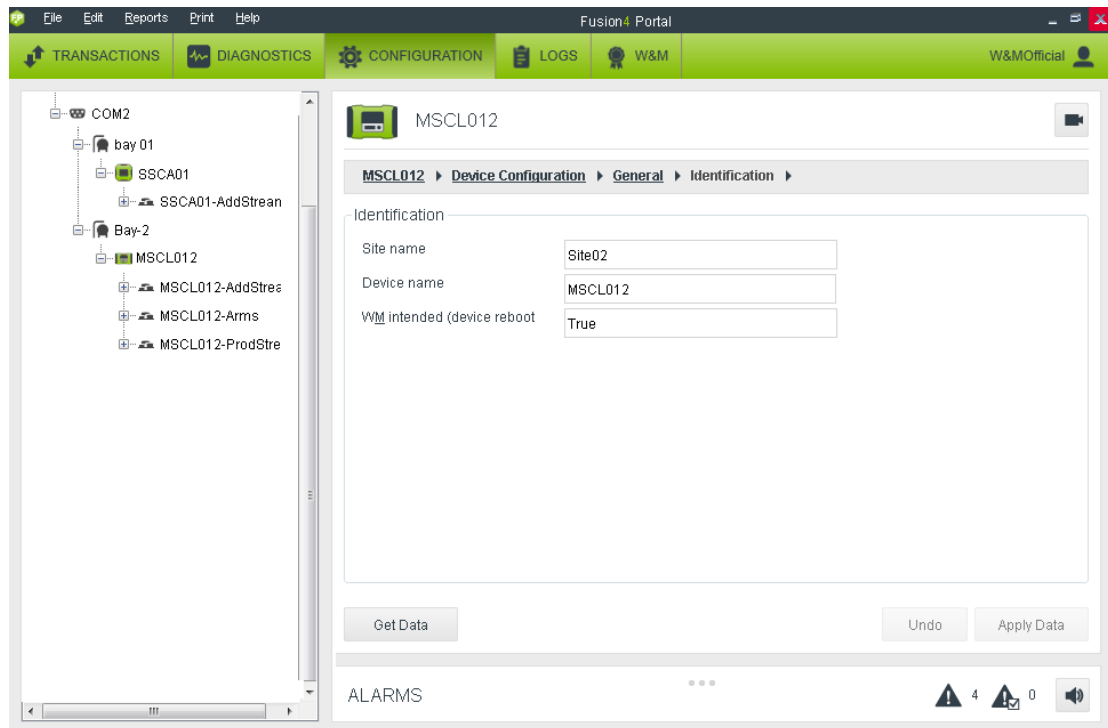 File Edit Reports Print Help Fusion4 Portal
TRANSACTIONS DIAGNOSTICS CONFIGURATION LOGS W&M W&MOfficial
COM2
bay 01
SSCA01
SSCA01-AddStrean
Bay-2
MSCL012
MSCL012-AddStrea
MSCL012-Arms
MSCL012-ProdStre
MSCL012
MSCL012 Device Configuration General Identification
Identification
Site name Site02
Device name MSCL012
WM intended (device reboot True
Get Data Undo Apply Data
ALARMS 4 0